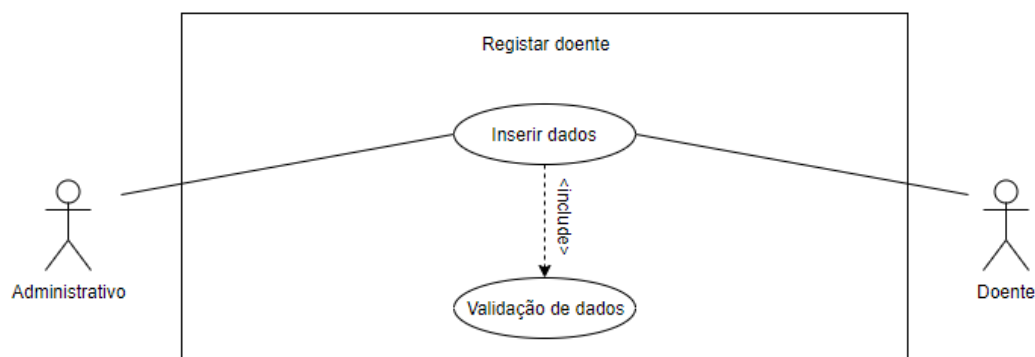 Registar doente
Inserir dados
<include>
Administrativo
Doente
Validação de dados